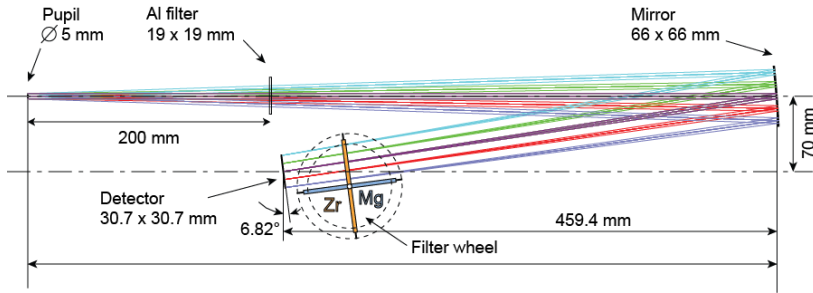 Pupil
∅ 5 mm
Al filter
19 x 19 mm
Mirror
66 x 66 mm
200 mm
70 mm
Detector
30.7 x 30.7 mm
Zr
Mg
6.82°
459.4 mm
Filter wheel